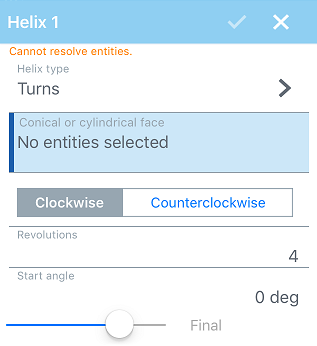 Helix 1
Cannot resolve entities.
Helix type
Turns
Conical or cylindrical face
No entities selected
Clockwise Counterclockwise
Revolutions
4
Start angle
0 deg
Final